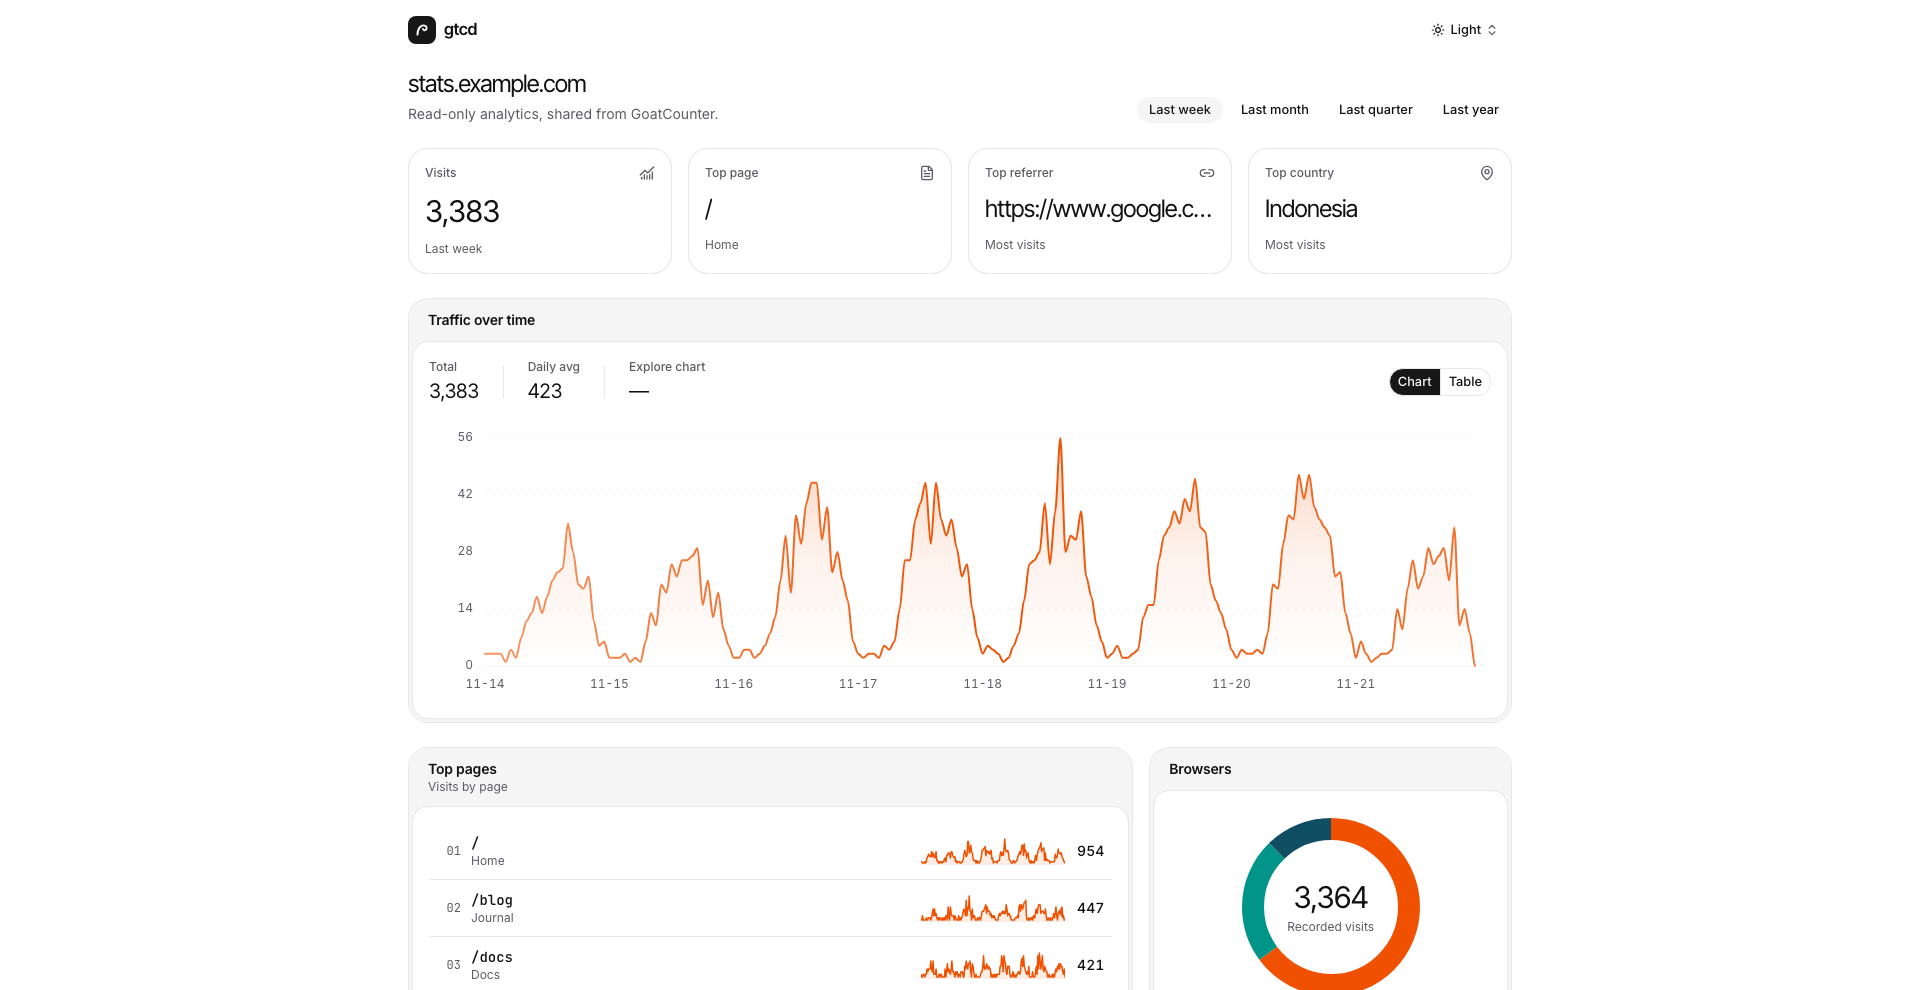 gtcd
Light
stats.example.com
Read-only analytics, shared from GoatCounter.
Last week
Last month
Last quarter
Last year
Visits
3,383
Last week
Top page
/
Home
Top referrer
https://www.google.c...
Most visits
Top country
Indonesia
Most visits
Traffic over time
Total
3,383
Daily avg
423
Explore chart
—
Chart
Table
56
42
28
14
0
11-14
11-15
11-16
11-17
11-18
11-19
11-20
11-21
Top pages
Visits by page
01
/
Home
954
02
/blog
Journal
447
03
/docs
Docs
421
Browsers
3,364
Recorded visits